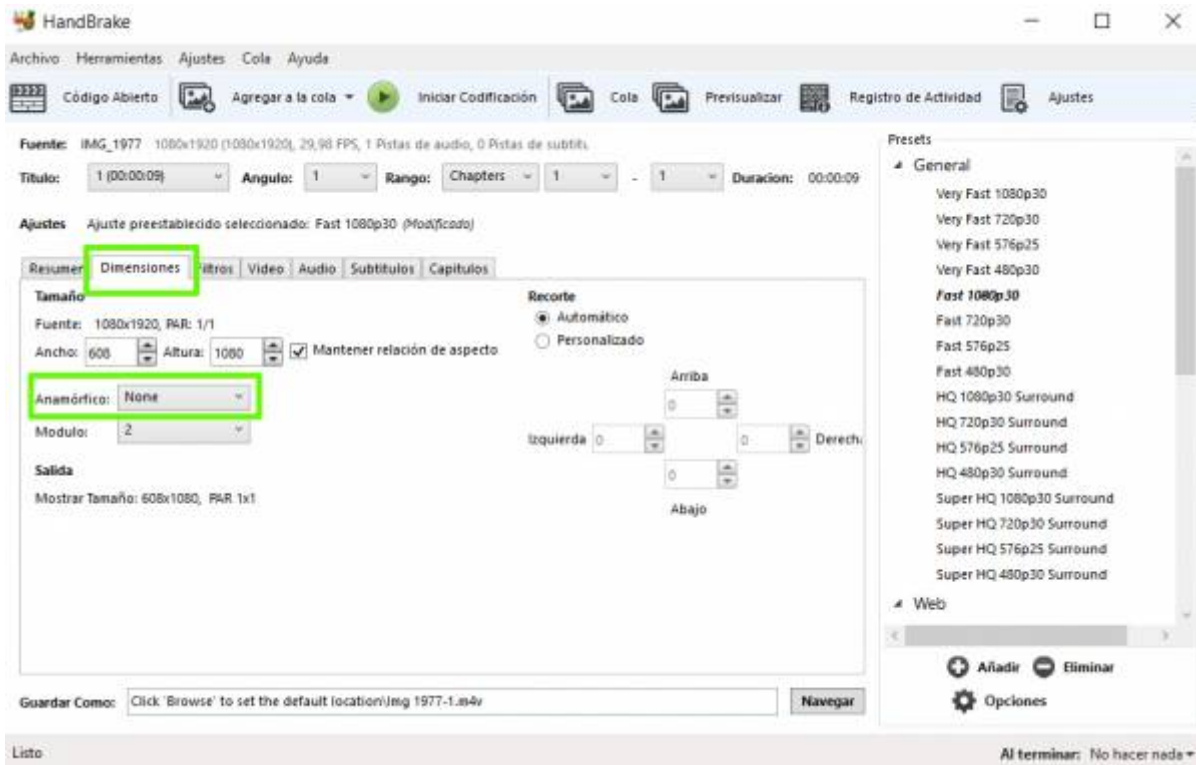 HandBrake
Archivo Herramientas Ajustes Cola Ayuda
Código Abierto Agregar a la cola Iniciar Codificación Cola Previsualizar Registro de Actividad Ajustes
Fuente: IMG_1977 1080x1920 (1080x1920), 29,98 FPS, 1 Pistas de audio, 0 Pistas de subtitu
Titulo: 1 (00:00:09) Angulo: 1 Rango: Chapters 1 - 1 Duracion: 00:00:09
Ajustes Ajuste preestablecido seleccionado: Fast 1080p30 (Modificado)
Resumen Dimensiones Filtros Video Audio Subtitulos Capitulos
Tamaño
Fuente: 1080x1920, PAR: 1/1
Ancho: 608 Altura: 1080 Mantener relación de aspecto
Anamórfico: None
Modulo: 2
Salida
Mostrar Tamaño: 608x1080, PAR 1x1
Recorte
Automático
Personalizado
Arriba
0
Izquierda 0 0 Derech
0
Abajo
Guardar Como: Click 'Browse' to set the default location\Img 1977-1.m4v Navegar
Presets
General
Very Fast 1080p30
Very Fast 720p30
Very Fast 576p25
Very Fast 480p30
Fast 1080p30
Fast 720p30
Fast 576p25
Fast 480p30
HQ 1080p30 Surround
HQ 720p30 Surround
HQ 576p25 Surround
HQ 480p30 Surround
Super HQ 1080p30 Surround
Super HQ 720p30 Surround
Super HQ 576p25 Surround
Super HQ 480p30 Surround
Web
Añadir Eliminar
Opciones
Listo Al terminar: No hacer nada